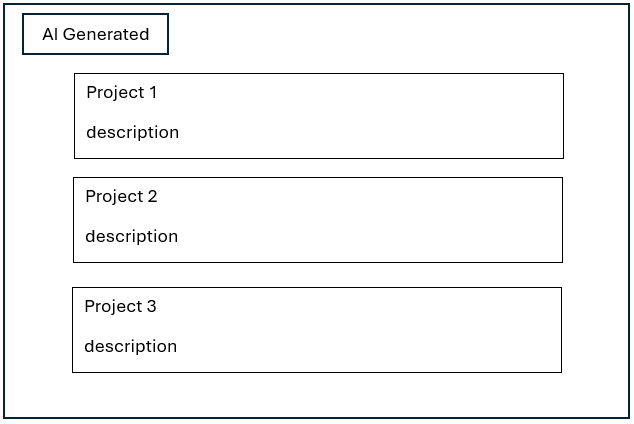 AI Generated
Project 1
description
Project 2
description
Project 3
description